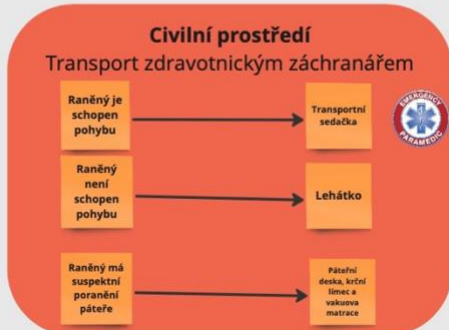 Civilní prostředí
Transport zdravotnickým záchranářem
Raněný je
schopen
pohybu
Transportní
sedačka
EMERGENCY
PARAMEDIC
Raněný
není
schopen
pohybu
Lehátko
Raněný má
suspektní
poranění
páteře
Páteřní
deska, krční
límec a
vakuova
matrace